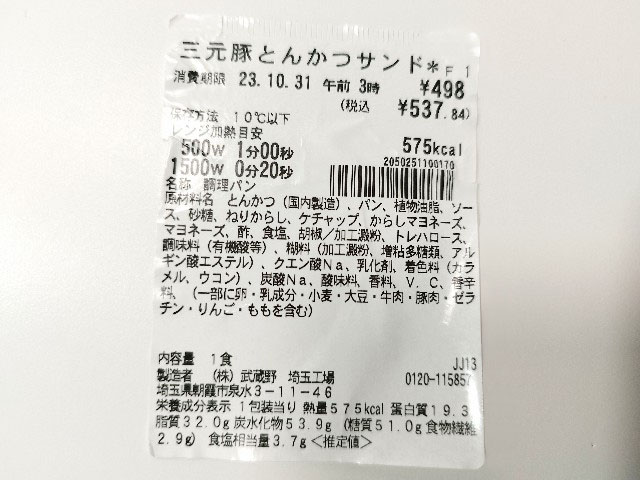 三元豚とんかつサンド* F 1
消費期限 23.10.31 午前 3時 ¥498
(税込 ¥537.84)
保存方法 10℃以下
レンジ加熱目安 575kcal
500W 1分00秒
2050251100170
1500W 0分20秒
名称 調理パン
原材料名 とんかつ(国内製造)、パン、植物油脂、ソー
ス、砂糖、ねりからし、ケチャップ、からしマヨネーズ、
マヨネーズ、酢、食塩、胡椒/加工澱粉、トレハロース、
調味料(有機酸等)、糊料(加工澱粉、増粘多糖類、アル
ギン酸エステル)、クエン酸Na、乳化剤、着色料(カラ
メル、ウコン)、炭酸Na、酸味料、香料、V.C、香辛
料、(一部に卵・乳成分・小麦・大豆・牛肉・豚肉・ゼラ
チン・りんご・ももを含む)
内容量 1食 JJ13
製造者 (株)武蔵野 埼玉工場 0120-115857
埼玉県朝霞市泉水3-11-46
栄養成分表示 1包装当り 熱量575kcal 蛋白質19.3
脂質32.0g 炭水化物53.9g (糖質51.0g 食物繊維
2.9g) 食塩相当量3.7g<推定値>